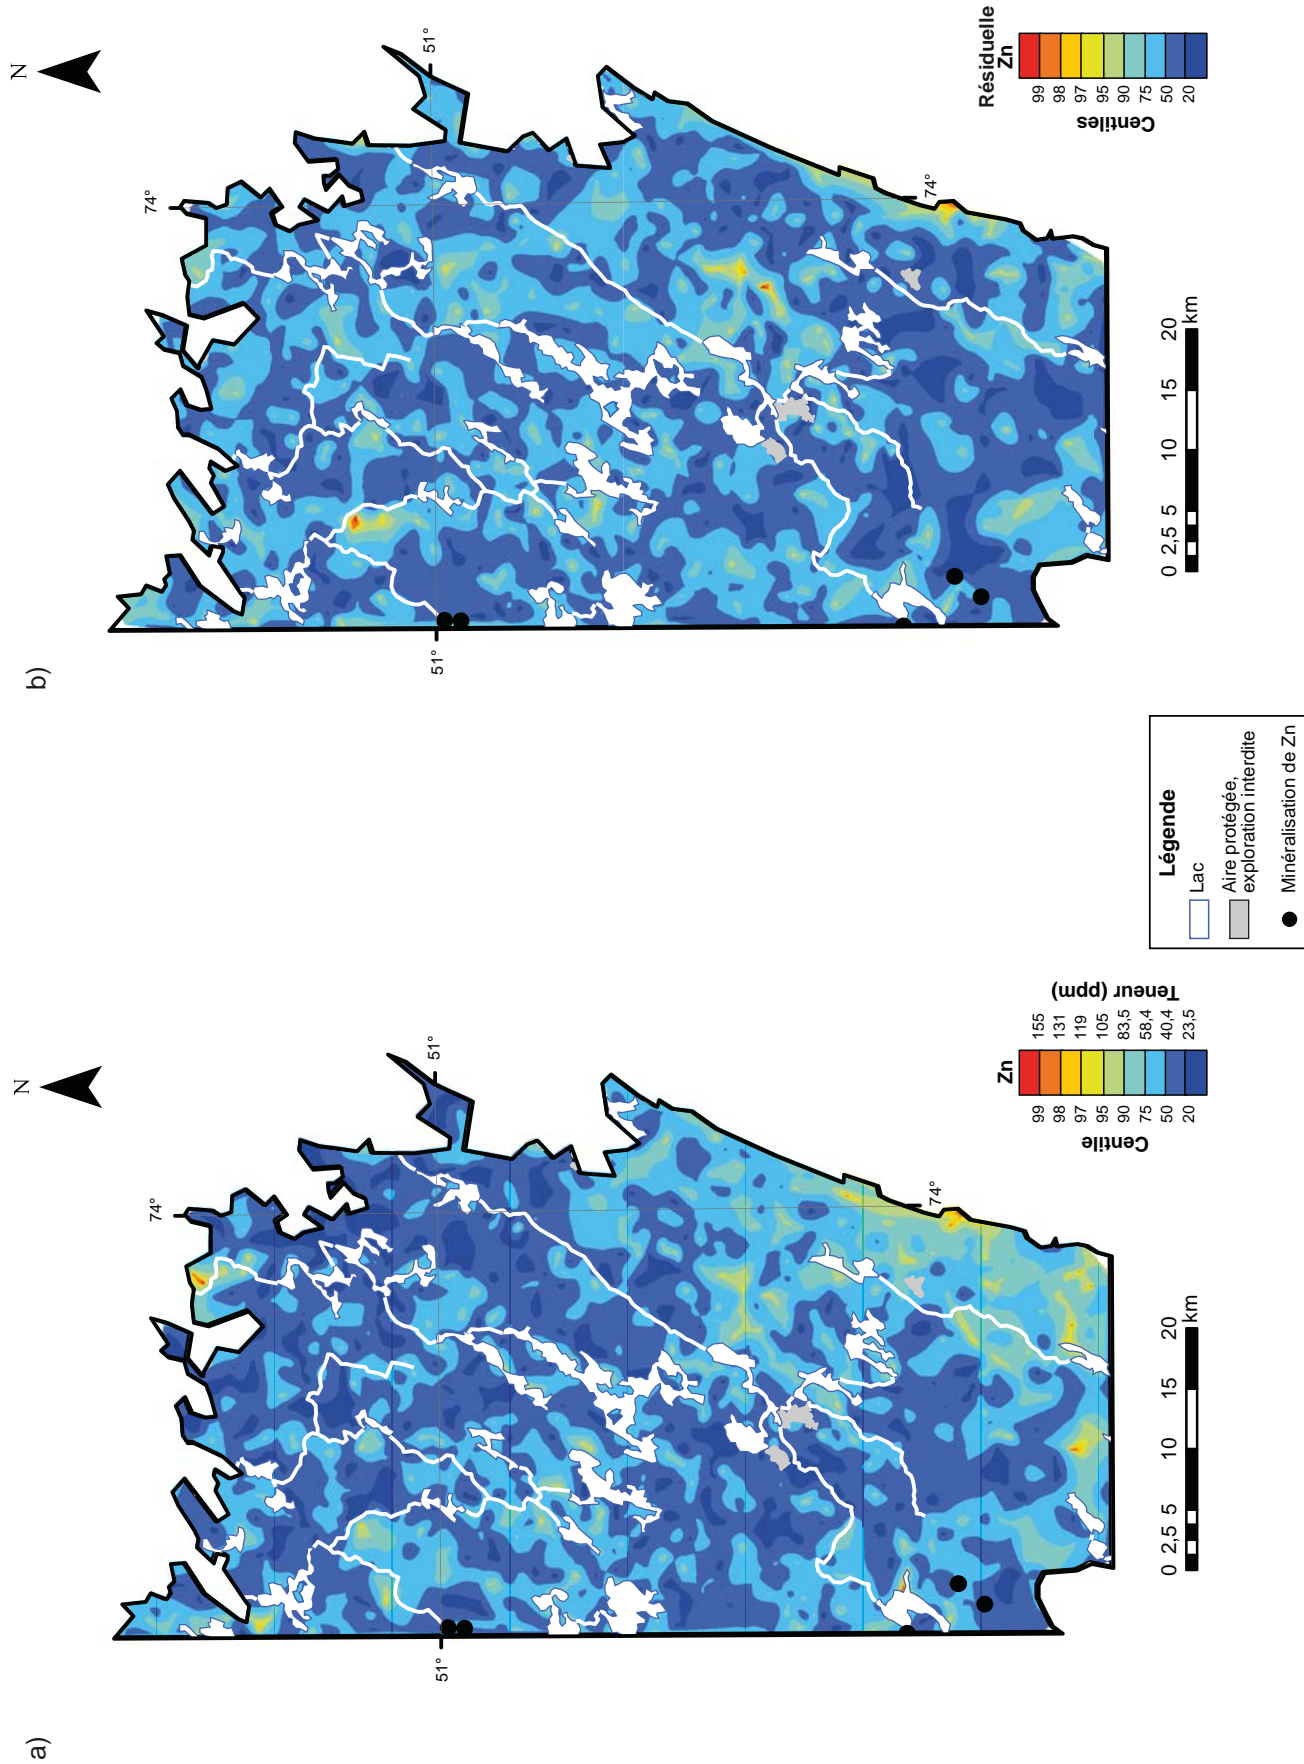 a)
N
74°
51°
51°
74°
Zn
Centile
Teneur (ppm)
99 155
98 131
97 119
95 105
90 83,5
75 58,4
50 40,4
20 23,5
0 2,5 5 10 15 20
km
Légende
Lac
Aire protégée,
exploration interdite
Minéralisation de Zn
b)
N
74°
51°
51°
74°
Résiduelle
Zn
Centiles
99
98
97
95
90
75
50
20
0 2,5 5 10 15 20
km